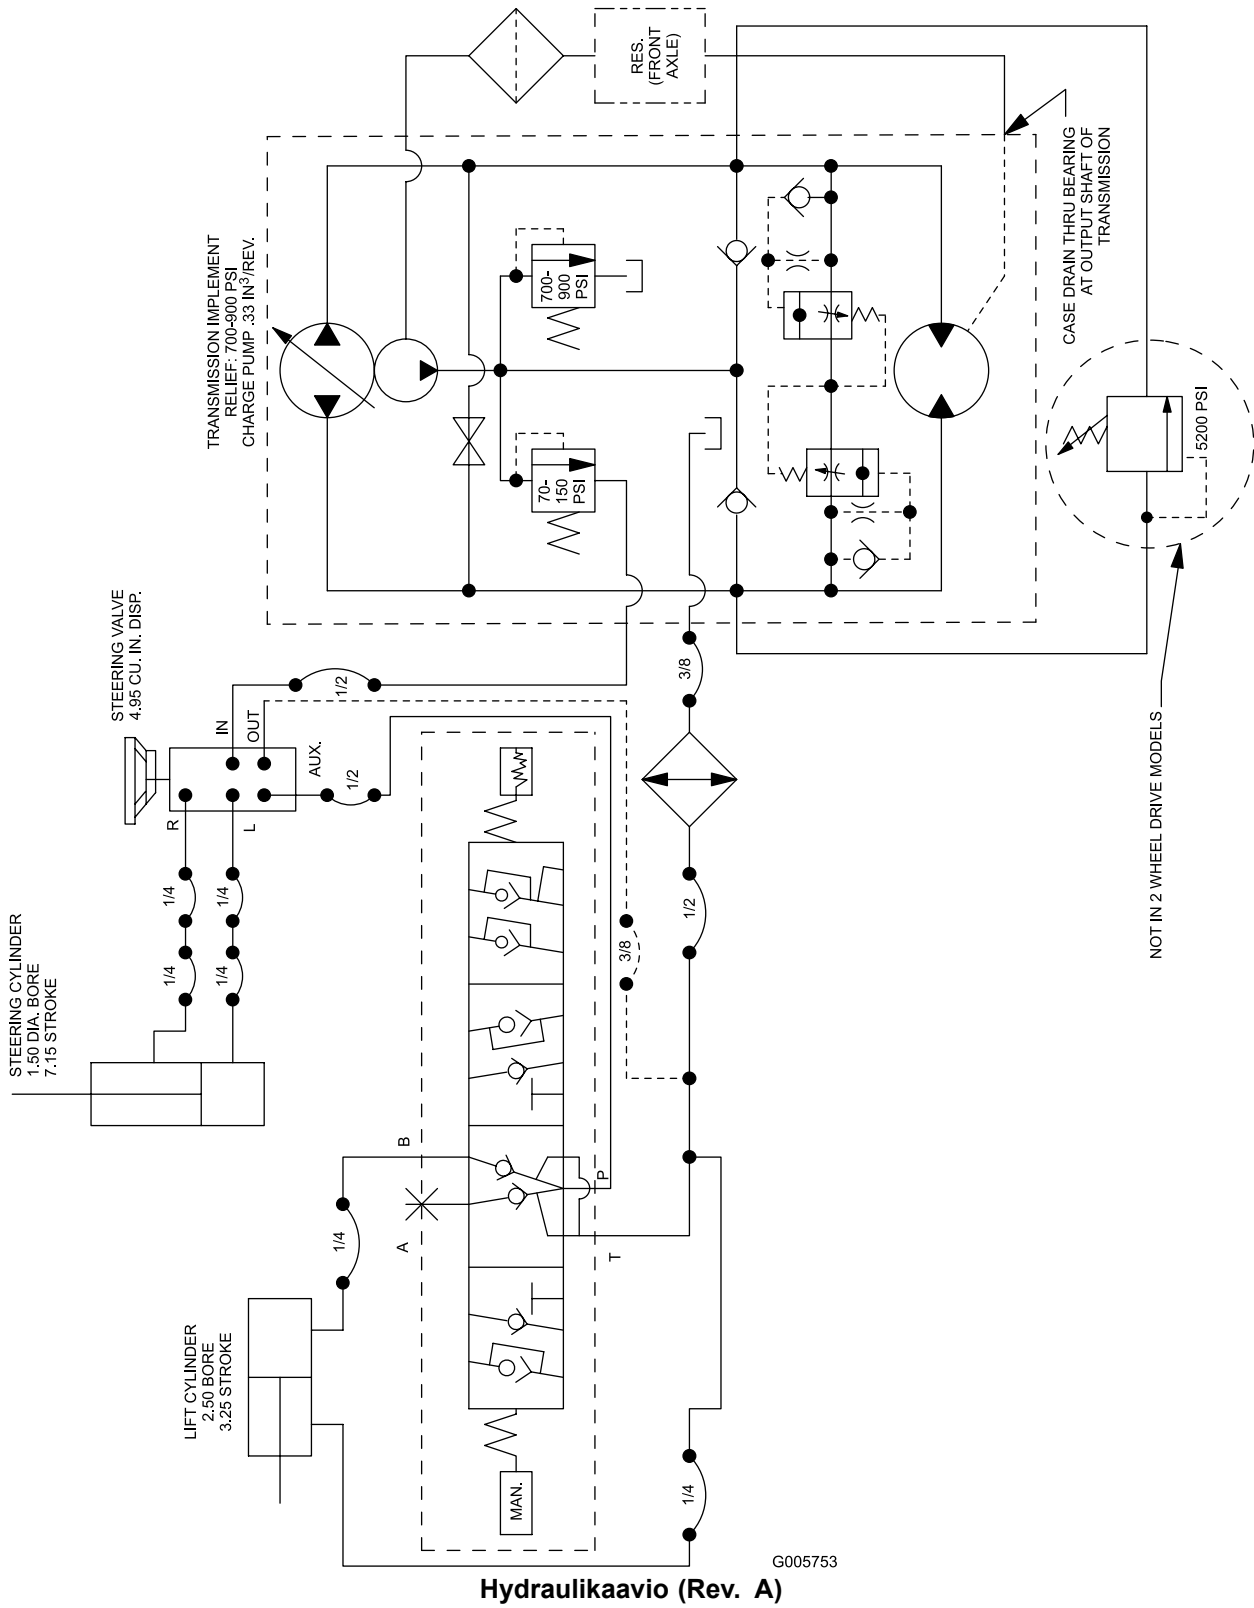 RES.
(FRONT
AXLE)
TRANSMISSION IMPLEMENT
RELIEF: 700-900 PSI
CHARGE PUMP .33 IN³/REV.
CASE DRAIN THRU BEARING
AT OUTPUT SHAFT OF
TRANSMISSION
700-
900
PSI
70-
150
PSI
5200 PSI
NOT IN 2 WHEEL DRIVE MODELS
STEERING VALVE
4.95 CU. IN. DISP.
IN
OUT
AUX.
R
L
1/2
1/2
3/8
1/4
1/4
1/4
1/4
STEERING CYLINDER
1.50 DIA. BORE
7.15 STROKE
3/8
1/2
B
A
P
T
1/4
LIFT CYLINDER
2.50 BORE
3.25 STROKE
MAN.
1/4
G005753
Hydraulikaavio (Rev. A)